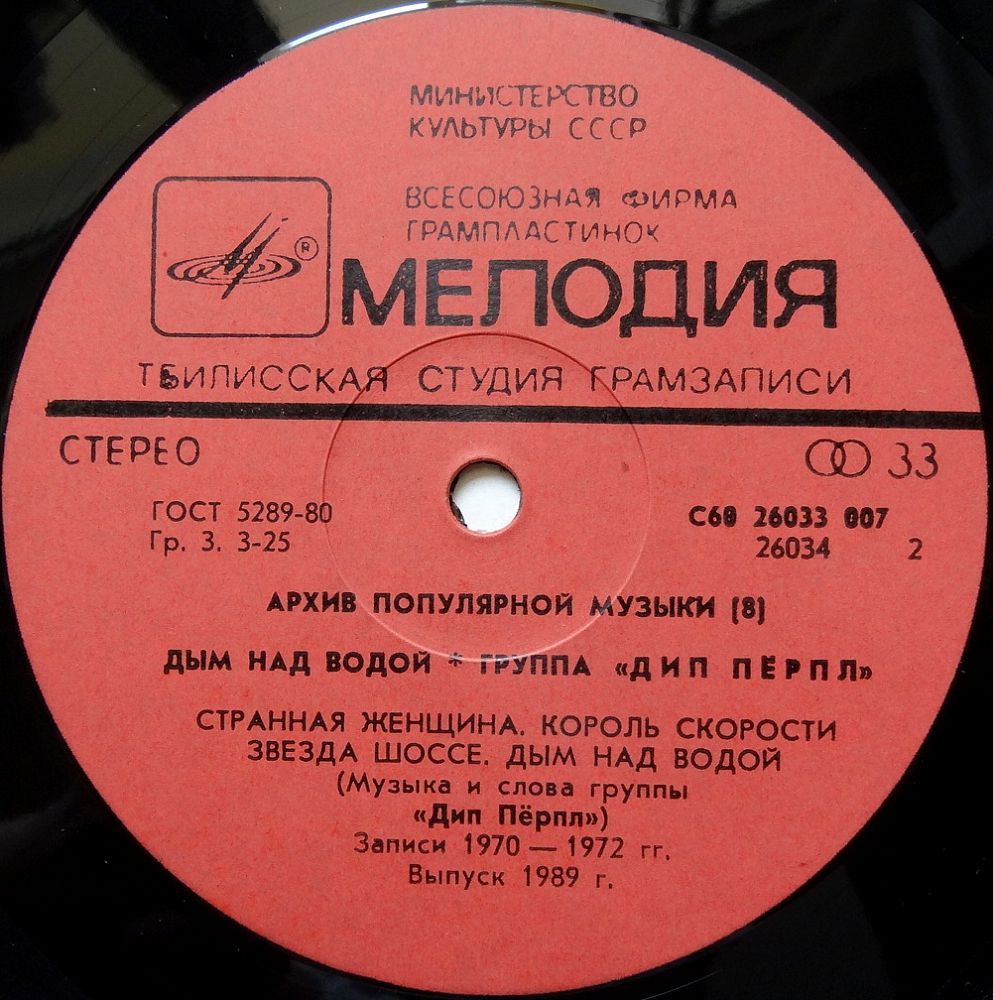 МИНИСТЕРСТВО
КУЛЬТУРЫ СССР
ВСЕСОЮЗНАЯ ФИРМА
ГРАМПЛАСТИНОК
®
МЕЛОДИЯ
ТБИЛИССКАЯ СТУДИЯ ГРАМЗАПИСИ
СТЕРЕО
33
ГОСТ 5289-80
Гр. 3. 3-25
С60 26033 007
26034 2
АРХИВ ПОПУЛЯРНОЙ МУЗЫКИ (8)
ДЫМ НАД ВОДОЙ * ГРУППА «ДИП ПЁРПЛ»
СТРАННАЯ ЖЕНЩИНА. КОРОЛЬ СКОРОСТИ
ЗВЕЗДА ШОССЕ. ДЫМ НАД ВОДОЙ
(Музыка и слова группы
«Дип Пёрпл»)
Записи 1970 — 1972 гг.
Выпуск 1989 г.